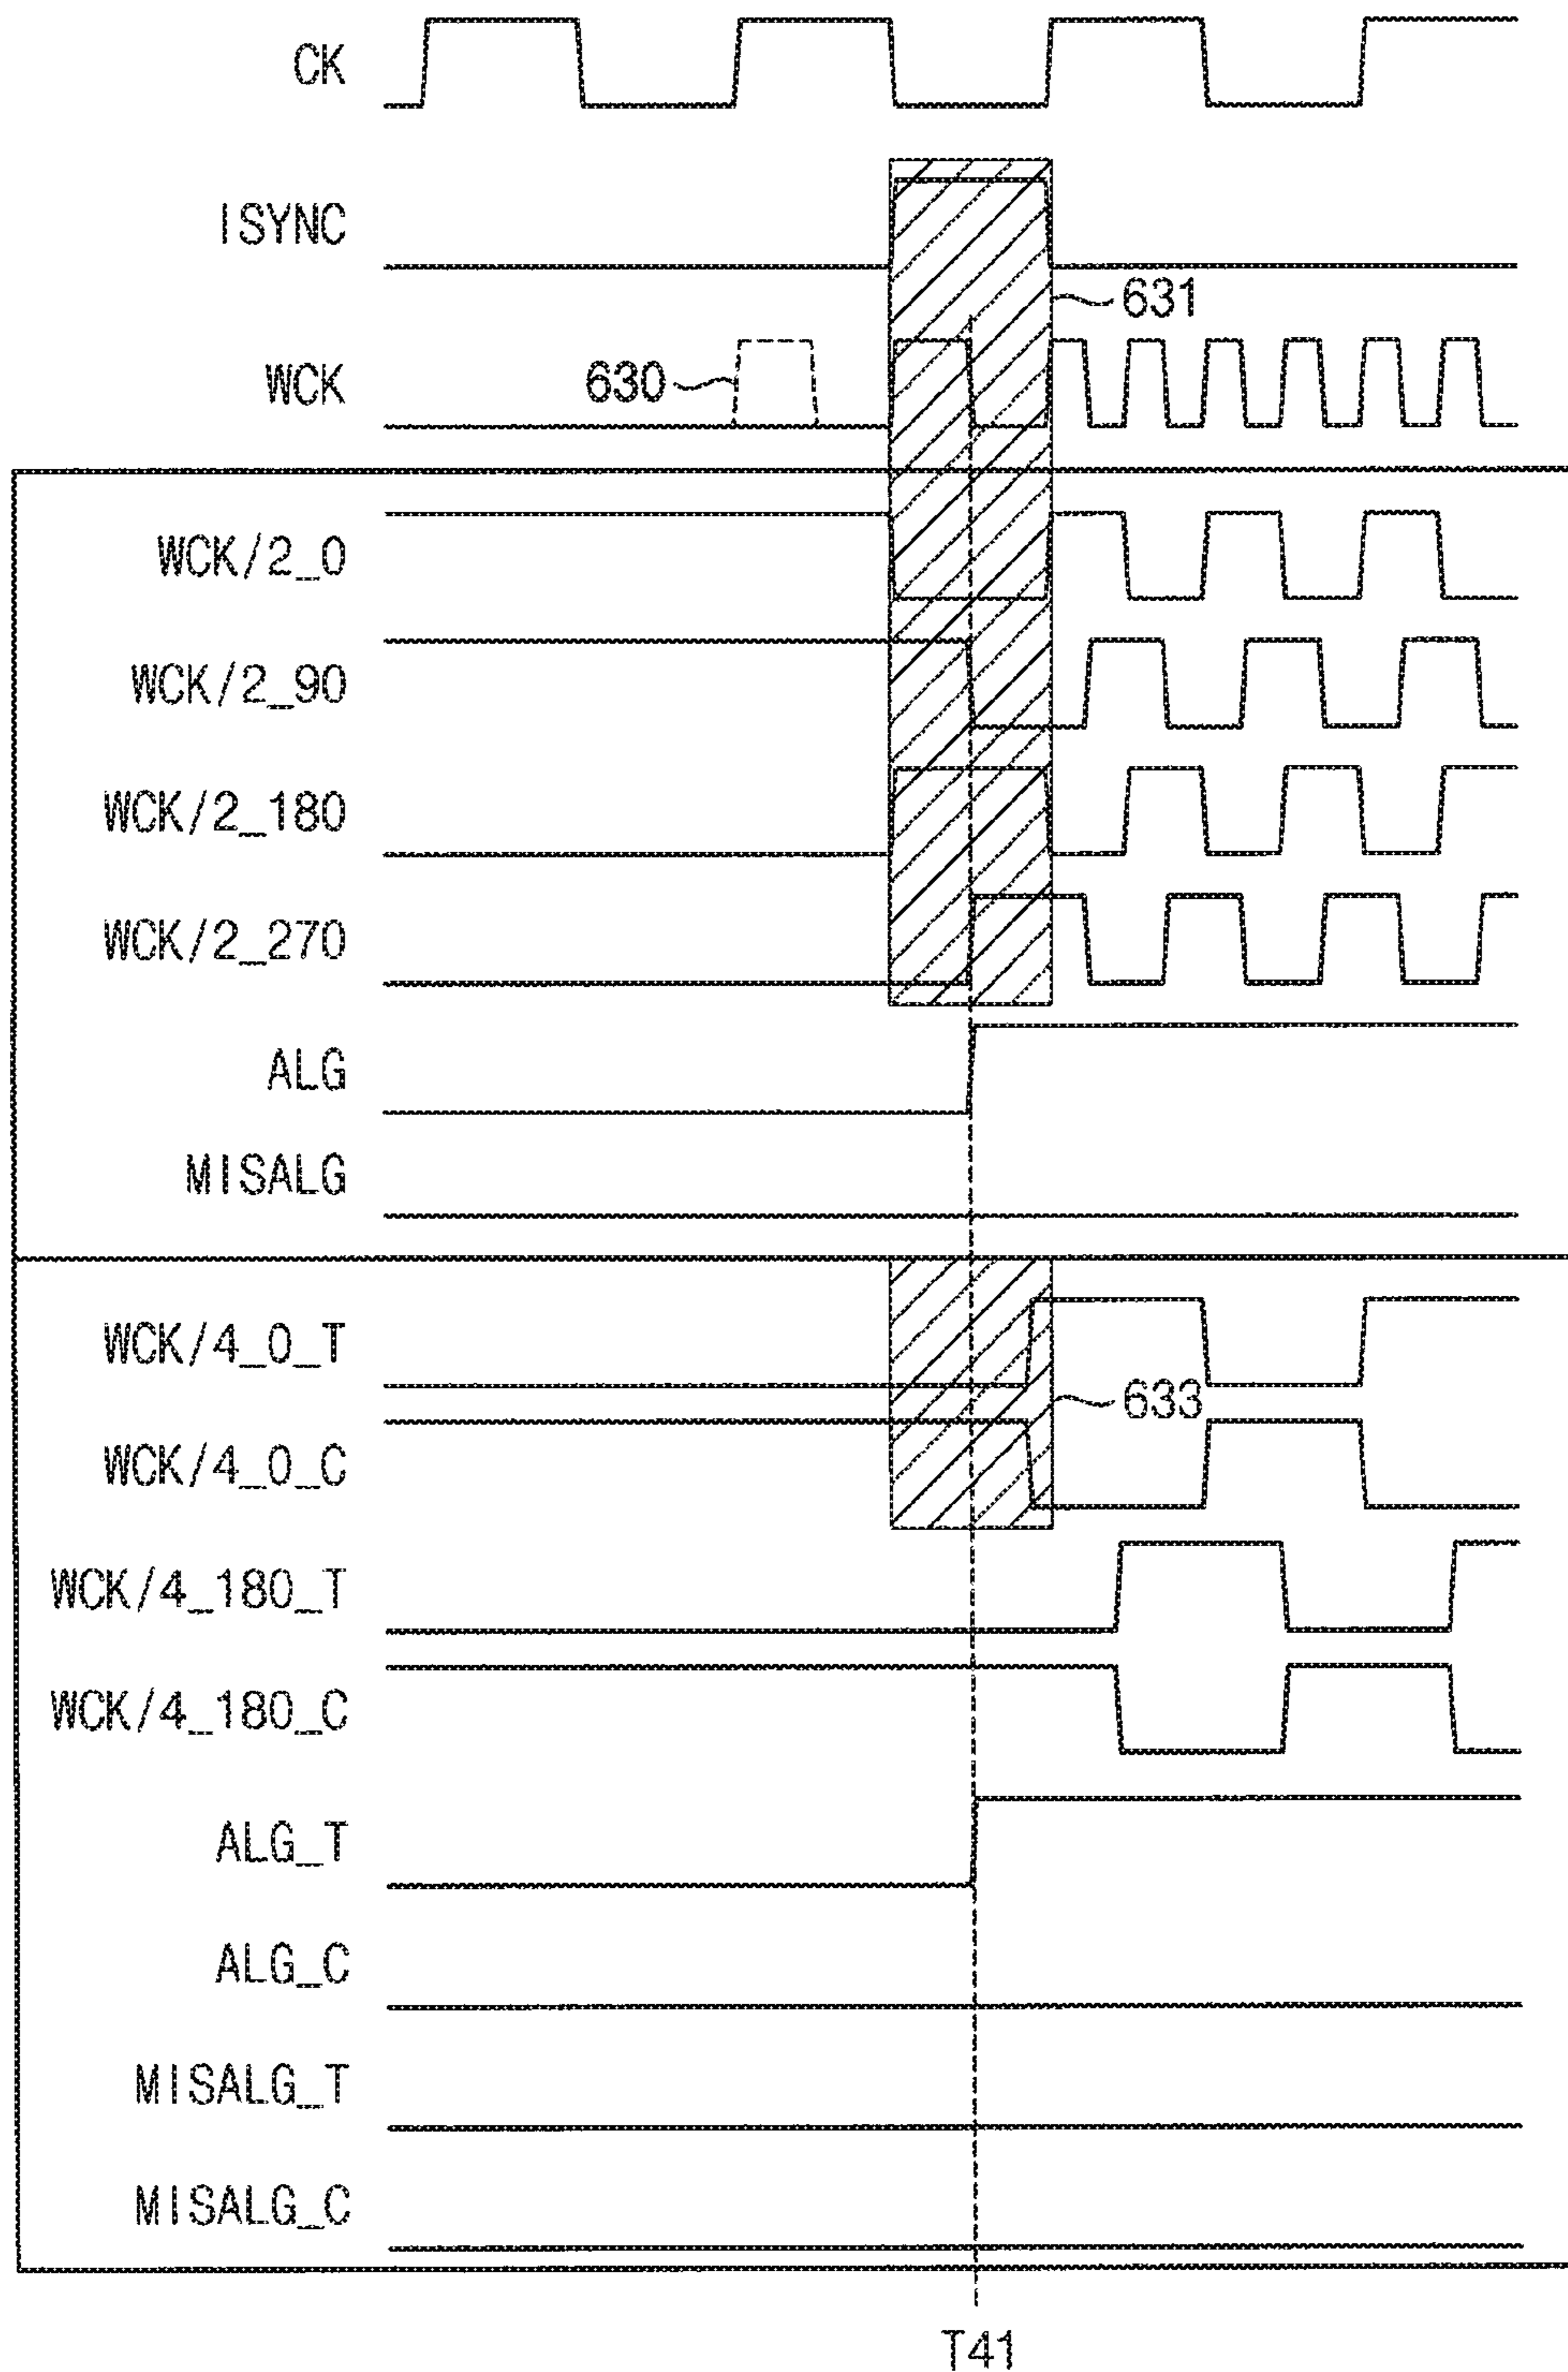 CK
ISYNC
631
WCK
630
WCK/2_0
WCK/2_90
WCK/2_180
WCK/2_270
ALG
MISALG
WCK/4_0_T
633
WCK/4_0_C
WCK/4_180_T
WCK/4_180_C
ALG_T
ALG_C
MISALG_T
MISALG_C
T41